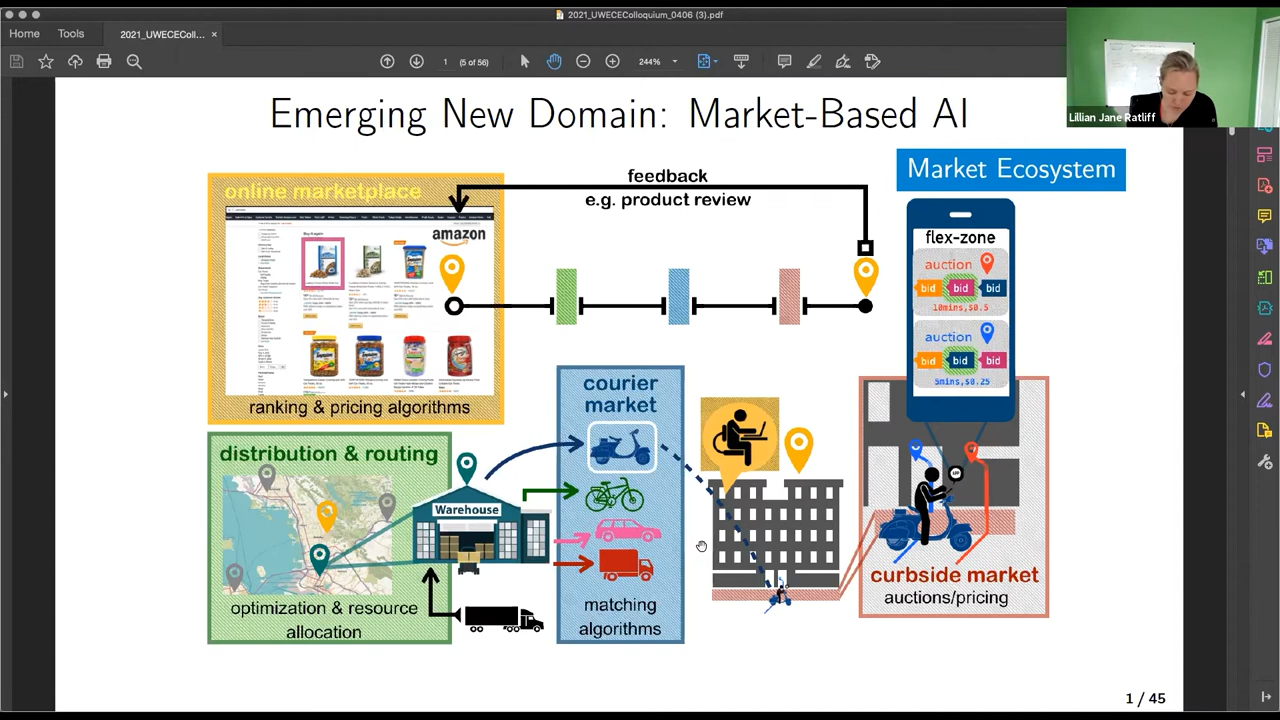 2021_UWECEColloquium_0406 (3).pdf
Home
Tools
2021_UWECEColl...
1
(5 of 56)
244%
Lillian Jane Ratliff
Emerging New Domain: Market-Based AI
Market Ecosystem
online marketplace
amazon
ranking & pricing algorithms
feedback
e.g. product review
flex-zone
auction
bid bid bid
10mins,$0.5
auction
bid bid bid
5mins,$0.25
distribution & routing
Warehouse
optimization & resource
allocation
courier
market
matching
algorithms
curbside market
auctions/pricing
1 / 45